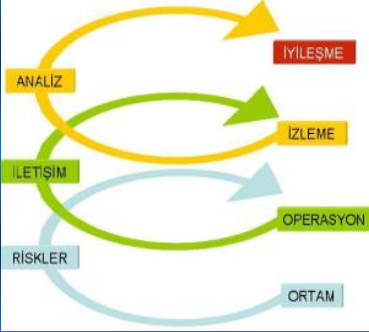 İYİLEŞME
ANALİZ
İZLEME
İLETİŞİM
OPERASYON
RİSKLER
ORTAM